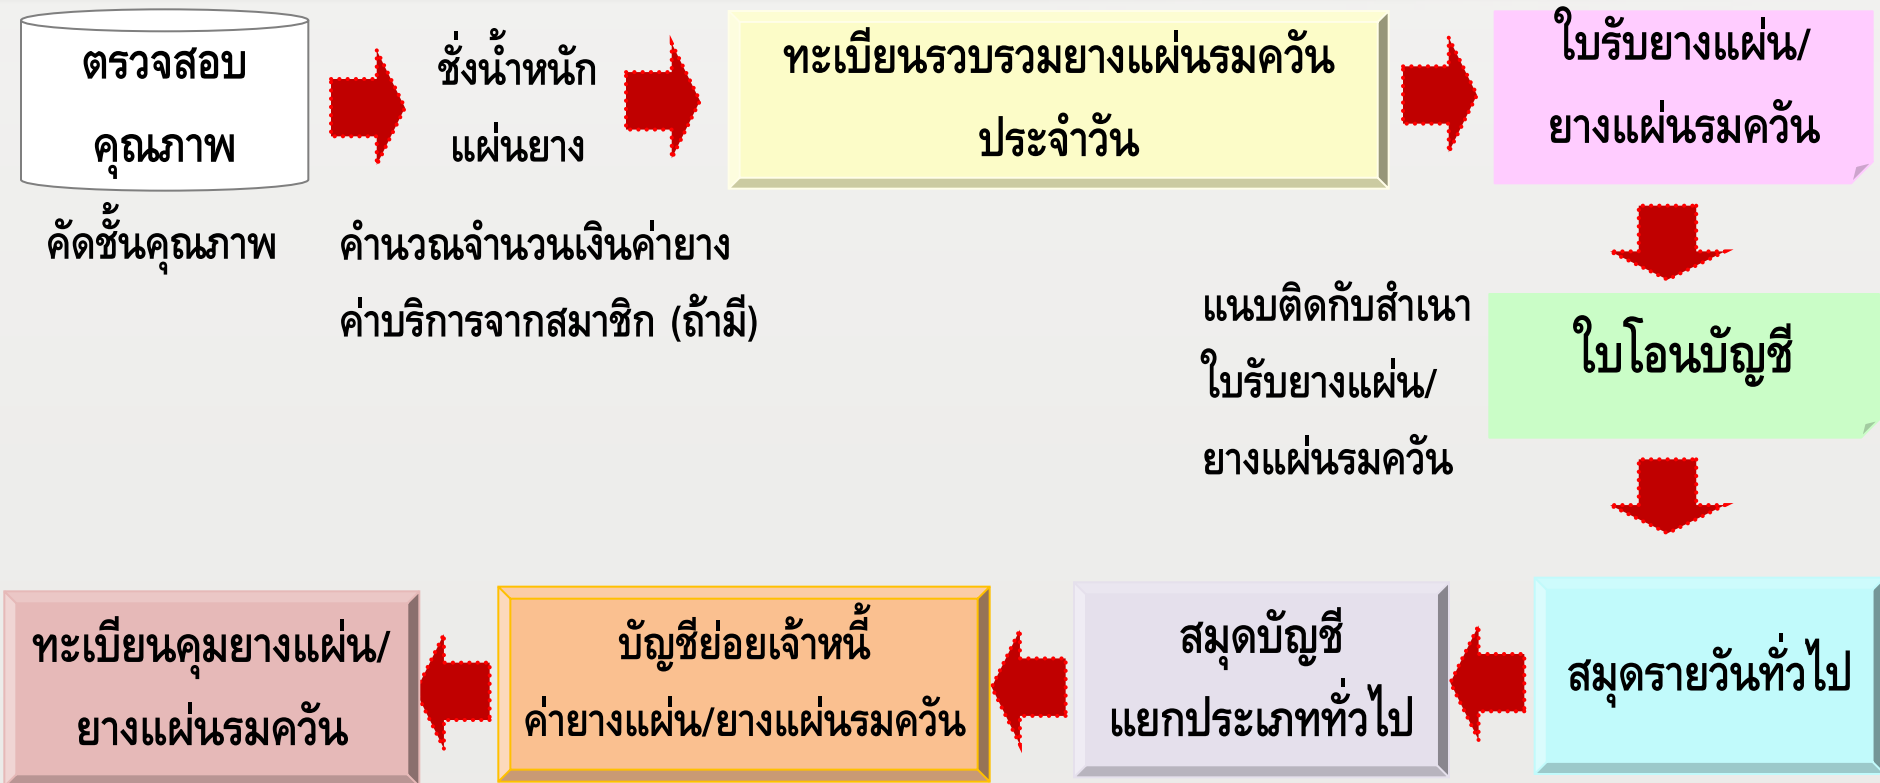 ตรวจสอบ
คุณภาพ
ชั่งน้ำหนัก
แผ่นยาง
ทะเบียนรวบรวมยางแผ่นรมควัน
ประจำวัน
ใบรับยางแผ่น/
ยางแผ่นรมควัน
คัดชั้นคุณภาพ
คำนวณจำนวนเงินค่ายาง
ค่าบริการจากสมาชิก (ถ้ามี)
แนบติดกับสำเนา
ใบรับยางแผ่น/
ยางแผ่นรมควัน
ใบโอนบัญชี
สมุดรายวันทั่วไป
สมุดบัญชี
แยกประเภททั่วไป
บัญชีย่อยเจ้าหนี้
ค่ายางแผ่น/ยางแผ่นรมควัน
ทะเบียนคุมยางแผ่น/
ยางแผ่นรมควัน